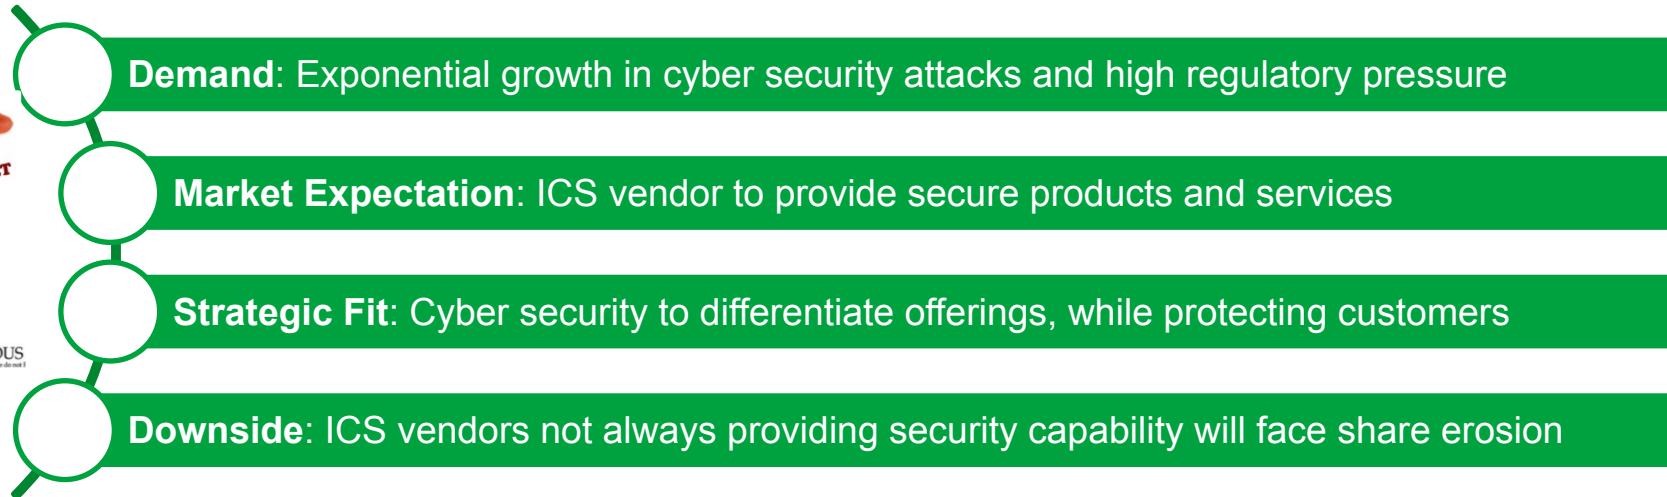 Demand: Exponential growth in cyber security attacks and high regulatory pressure
Market Expectation: ICS vendor to provide secure products and services
Strategic Fit: Cyber security to differentiate offerings, while protecting customers
Downside: ICS vendors not always providing security capability will face share erosion